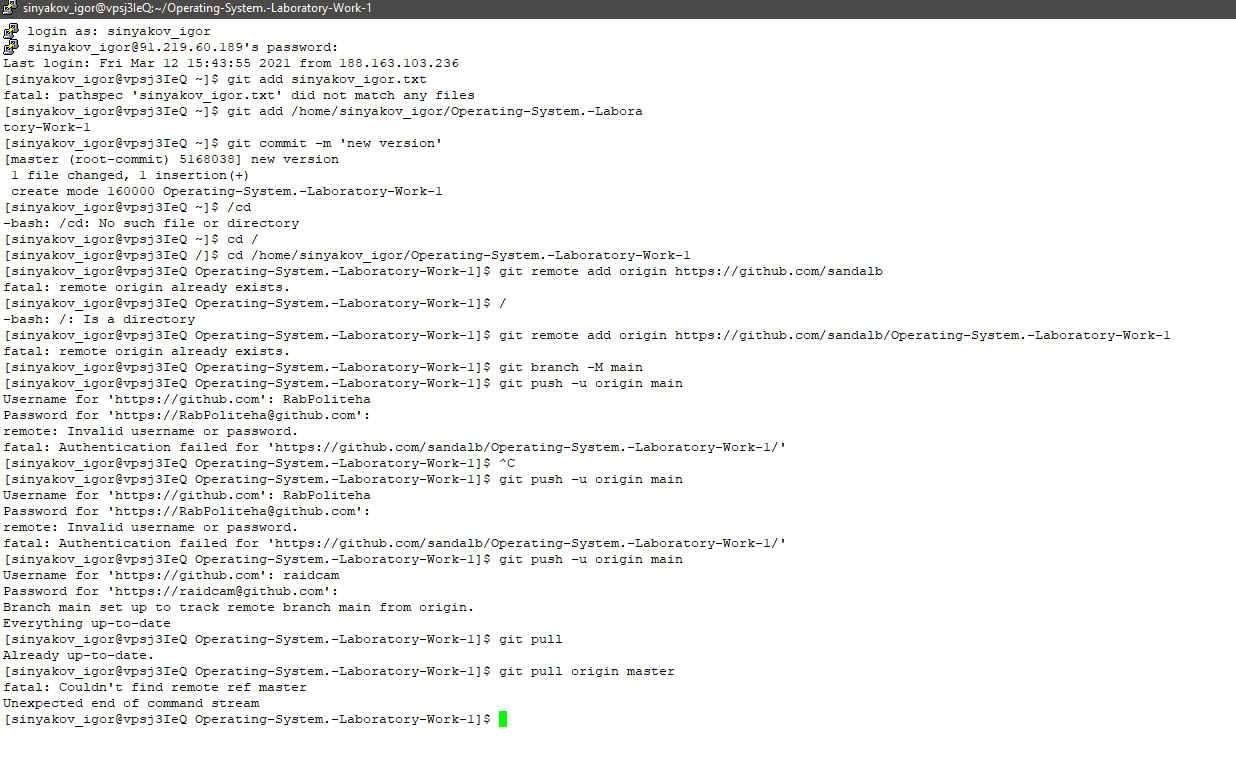 sinyakov_igor@vpsj3IeQ:~/Operating-System.-Laboratory-Work-1
login as: sinyakov_igor
sinyakov_igor@91.219.60.189's password:
Last login: Fri Mar 12 15:43:55 2021 from 188.163.103.236
[sinyakov_igor@vpsj3IeQ ~]$ git add sinyakov_igor.txt
fatal: pathspec 'sinyakov_igor.txt' did not match any files
[sinyakov_igor@vpsj3IeQ ~]$ git add /home/sinyakov_igor/Operating-System.-Labora
tory-Work-1
[sinyakov_igor@vpsj3IeQ ~]$ git commit -m 'new version'
[master (root-commit) 5168038] new version
 1 file changed, 1 insertion(+)
 create mode 160000 Operating-System.-Laboratory-Work-1
[sinyakov_igor@vpsj3IeQ ~]$ /cd
-bash: /cd: No such file or directory
[sinyakov_igor@vpsj3IeQ ~]$ cd /
[sinyakov_igor@vpsj3IeQ /]$ cd /home/sinyakov_igor/Operating-System.-Laboratory-Work-1
[sinyakov_igor@vpsj3IeQ Operating-System.-Laboratory-Work-1]$ git remote add origin https://github.com/sandalb
fatal: remote origin already exists.
[sinyakov_igor@vpsj3IeQ Operating-System.-Laboratory-Work-1]$ /
-bash: /: Is a directory
[sinyakov_igor@vpsj3IeQ Operating-System.-Laboratory-Work-1]$ git remote add origin https://github.com/sandalb/Operating-System.-Laboratory-Work-1
fatal: remote origin already exists.
[sinyakov_igor@vpsj3IeQ Operating-System.-Laboratory-Work-1]$ git branch -M main
[sinyakov_igor@vpsj3IeQ Operating-System.-Laboratory-Work-1]$ git push -u origin main
Username for 'https://github.com': RabPoliteha
Password for 'https://RabPoliteha@github.com':
remote: Invalid username or password.
fatal: Authentication failed for 'https://github.com/sandalb/Operating-System.-Laboratory-Work-1/'
[sinyakov_igor@vpsj3IeQ Operating-System.-Laboratory-Work-1]$ ^C
[sinyakov_igor@vpsj3IeQ Operating-System.-Laboratory-Work-1]$ git push -u origin main
Username for 'https://github.com': RabPoliteha
Password for 'https://RabPoliteha@github.com':
remote: Invalid username or password.
fatal: Authentication failed for 'https://github.com/sandalb/Operating-System.-Laboratory-Work-1/'
[sinyakov_igor@vpsj3IeQ Operating-System.-Laboratory-Work-1]$ git push -u origin main
Username for 'https://github.com': raidcam
Password for 'https://raidcam@github.com':
Branch main set up to track remote branch main from origin.
Everything up-to-date
[sinyakov_igor@vpsj3IeQ Operating-System.-Laboratory-Work-1]$ git pull
Already up-to-date.
[sinyakov_igor@vpsj3IeQ Operating-System.-Laboratory-Work-1]$ git pull origin master
fatal: Couldn't find remote ref master
Unexpected end of command stream
[sinyakov_igor@vpsj3IeQ Operating-System.-Laboratory-Work-1]$